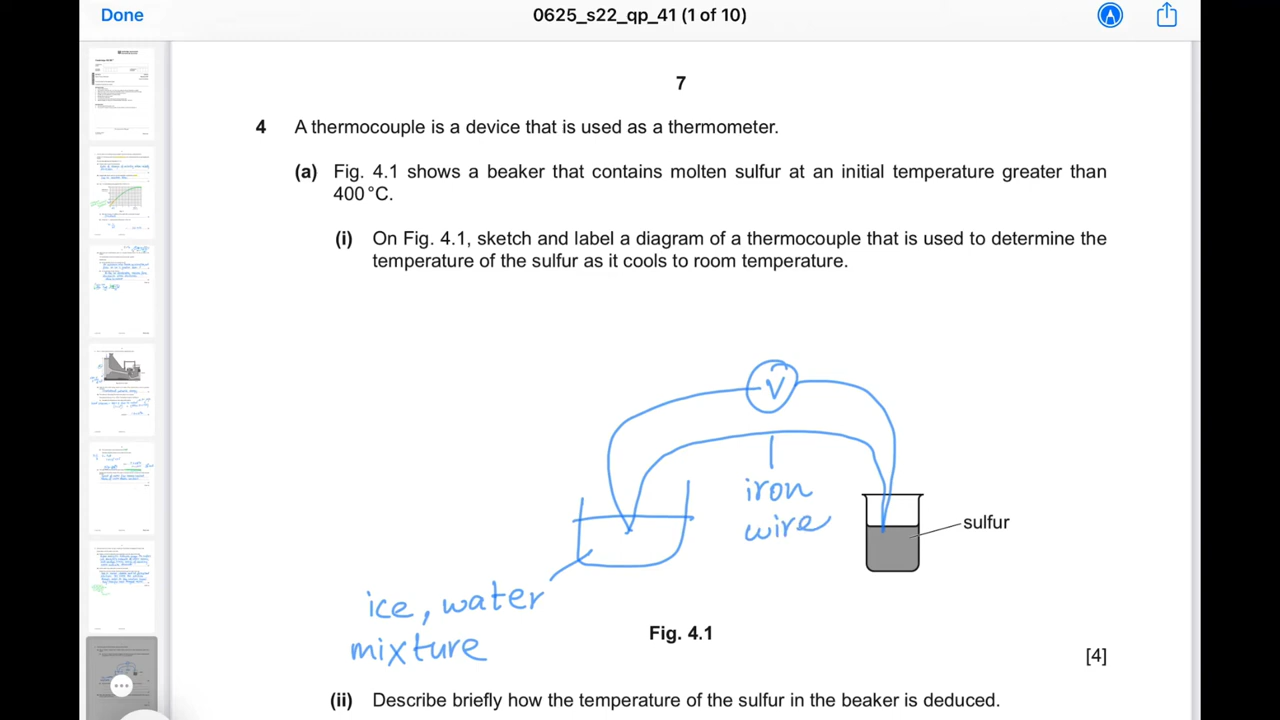 Done
0625_s22_qp_41 (1 of 10)
7
4 A thermocouple is a device that is used as a thermometer.
(a) Fig. 4.1 shows a beaker that contains molten sulfur at an initial temperature greater than
400 °C.
(i) On Fig. 4.1, sketch and label a diagram of a thermocouple that is used to determine the
temperature of the sulfur as it cools to room temperature.
V
iron
wire
sulfur
ice, water
mixture
Fig. 4.1
[4]
(ii) Describe briefly how the temperature of the sulfur in the beaker is deduced.